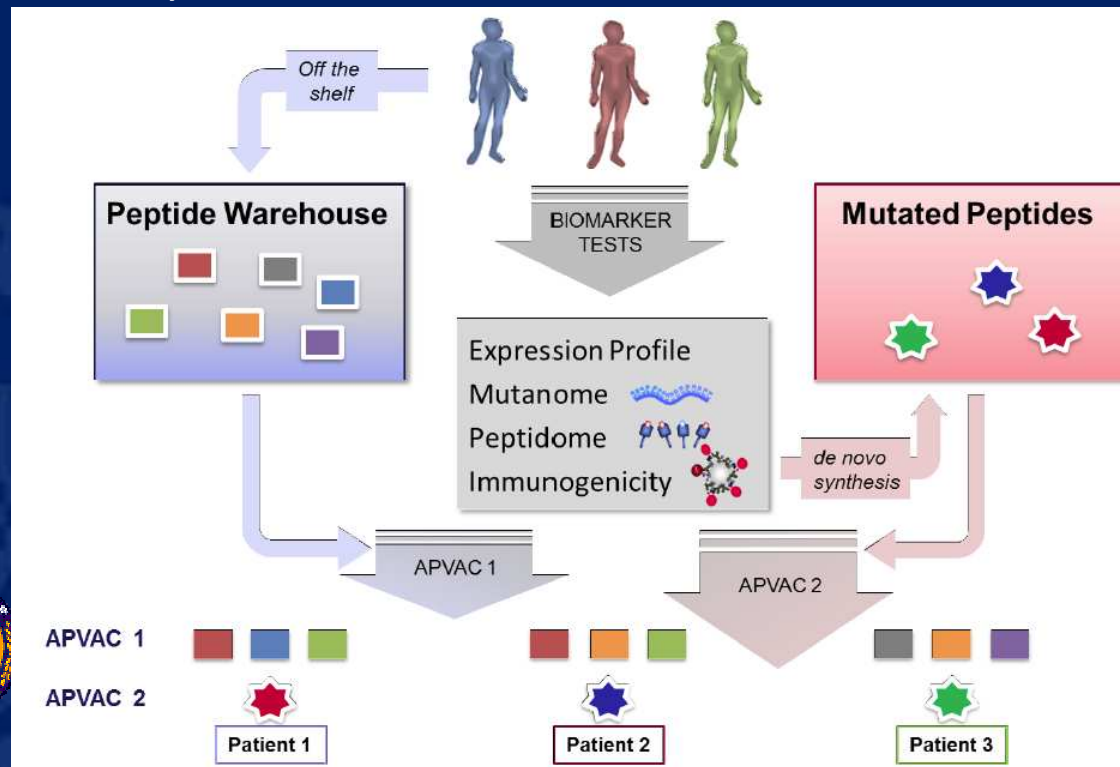 Off the
shelf
Peptide Warehouse
BIOMARKER
TESTS
Mutated Peptides
Expression Profile
Mutanome
Peptidome
Immunogenicity
de novo
synthesis
APVAC 1
APVAC 2
APVAC 1
APVAC 2
Patient 1
Patient 2
Patient 3